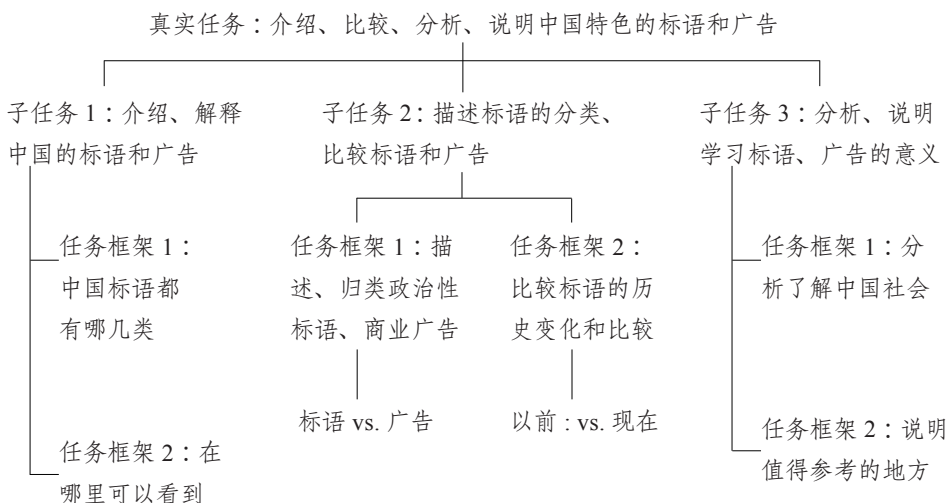 真实任务：介绍、比较、分析、说明中国特色的标语和广告
子任务 1：介绍、解释
中国的标语和广告
子任务 2：描述标语的分类、
比较标语和广告
子任务 3：分析、说明
学习标语、广告的意义
任务框架 1：
中国标语都
有哪几类
任务框架 2：在
哪里可以看到
任务框架 1：描
述、归类政治性
标语、商业广告
标语 vs. 广告
任务框架 2：
比较标语的历
史变化和比较
以前 : vs. 现在
任务框架 1：分
析了解中国社会
任务框架 2：说明
值得参考的地方